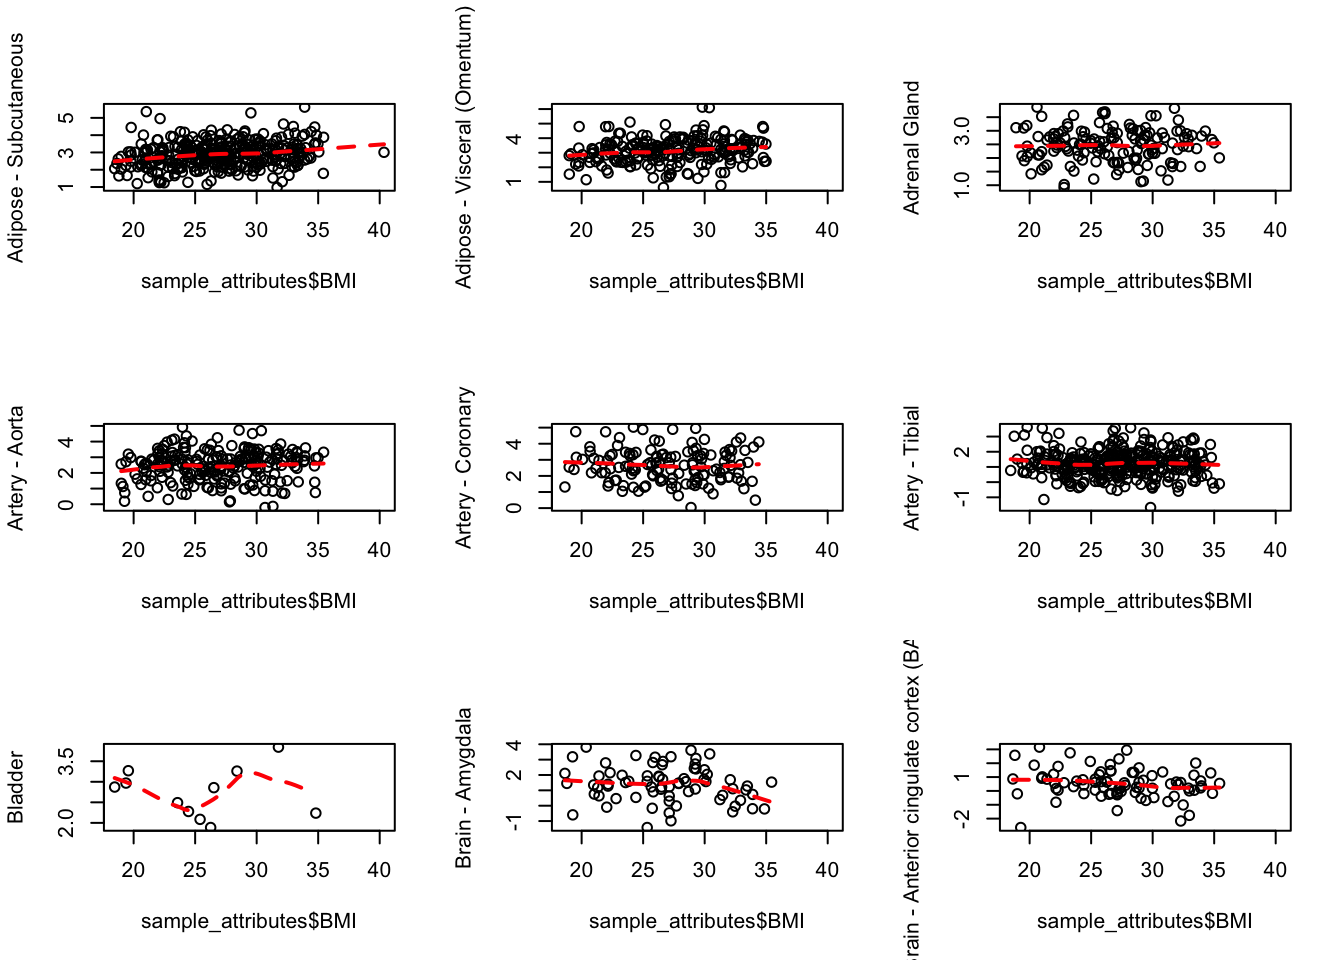 Adipose - Subcutaneous
1 3 5
20 25 30 35 40
sample_attributes$BMI
Adipose - Visceral (Omentum)
1 4
20 25 30 35 40
sample_attributes$BMI
Adrenal Gland
1.0 3.0
20 25 30 35 40
sample_attributes$BMI
Artery - Aorta
0 2 4
20 25 30 35 40
sample_attributes$BMI
Artery - Coronary
0 2 4
20 25 30 35 40
sample_attributes$BMI
Artery - Tibial
-1 2
20 25 30 35 40
sample_attributes$BMI
Bladder
2.0 3.5
20 25 30 35 40
sample_attributes$BMI
Brain - Amygdala
-1 2 4
20 25 30 35 40
sample_attributes$BMI
rain - Anterior cingulate cortex (BA
-2 1
20 25 30 35 40
sample_attributes$BMI